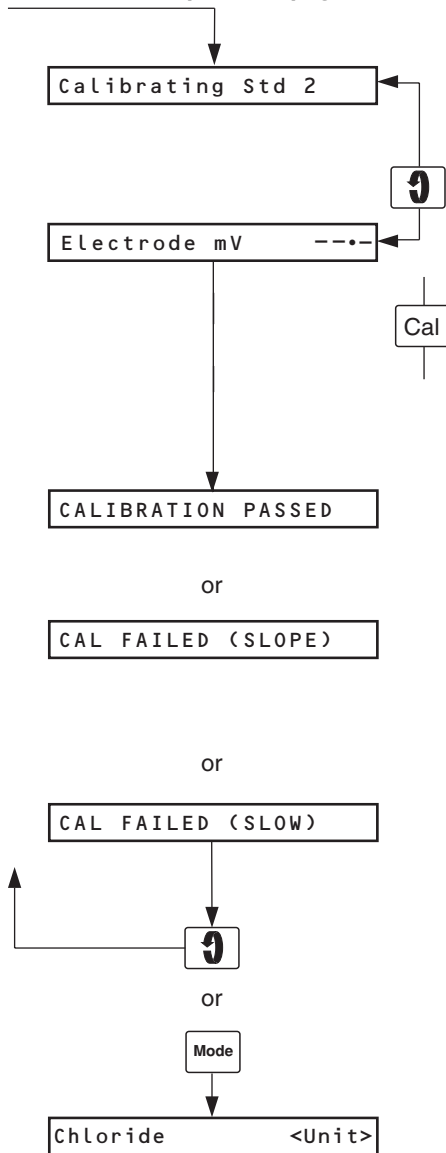 Calibrating Std 2
Electrode mV --.-
Cal
CALIBRATION PASSED
or
CAL FAILED (SLOPE)
or
CAL FAILED (SLOW)
or
Mode
Chloride <Unit>